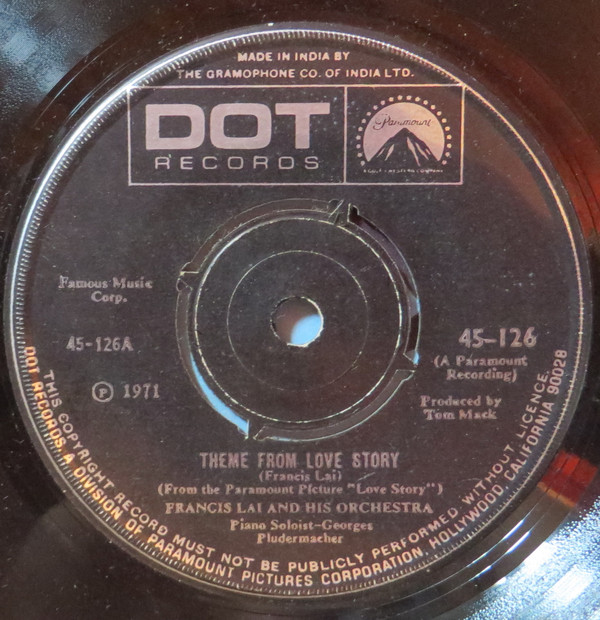 MADE IN INDIA BY
THE GRAMOPHONE CO. OF INDIA LTD.
DOT
RECORDS
Paramount
A GULF+WESTERN COMPANY
Famous Music
Corp.
45-126A
℗ 1971
45-126
(A Paramount
Recording)
Produced by
Tom Mack
THEME FROM LOVE STORY
(Francis Lai)
(From the Paramount Picture "Love Story")
FRANCIS LAI AND HIS ORCHESTRA
Piano Soloist-Georges
Pludermacher
THIS COPYRIGHT RECORD MUST NOT BE PUBLICLY PERFORMED WITHOUT LICENCE.
DOT RECORDS, A DIVISION OF PARAMOUNT PICTURES CORPORATION, HOLLYWOOD, CALIFORNIA 90028